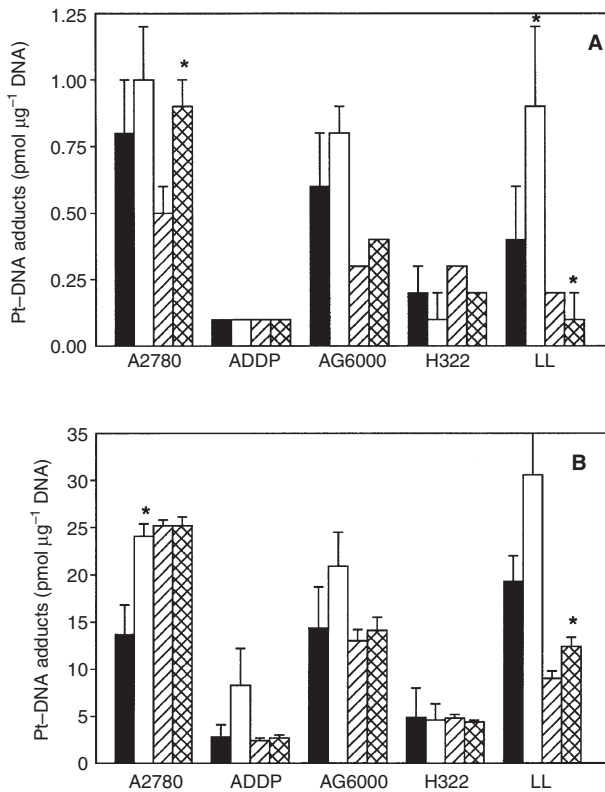 A
Pt–DNA adducts (pmol µg⁻¹ DNA)
1.25
1.00
0.75
0.50
0.25
0.00
* * *
A2780 ADDP AG6000 H322 LL
B
Pt–DNA adducts (pmol µg⁻¹ DNA)
35
30
25
20
15
10
5
0
* *
A2780 ADDP AG6000 H322 LL